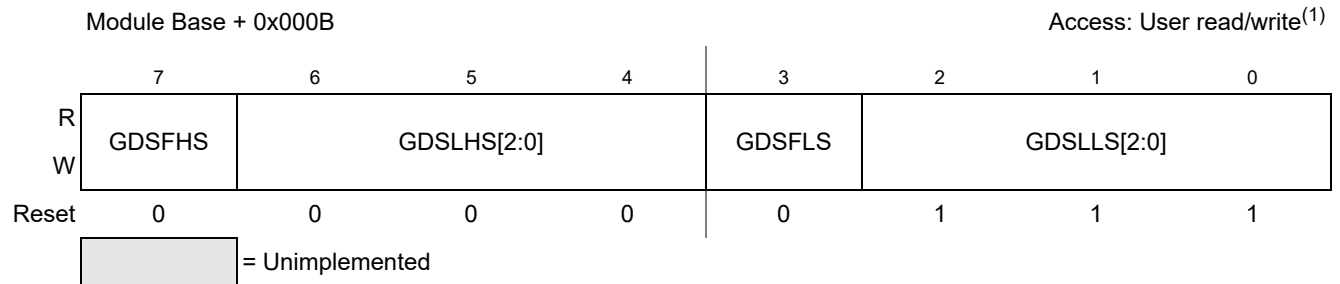 Module Base + 0x000B Access: User read/write(1)
7 6 5 4 3 2 1 0
R
GDSFHS GDSLHS[2:0] GDSFLS GDSLLS[2:0]
W
Reset 0 0 0 0 0 1 1 1
= Unimplemented